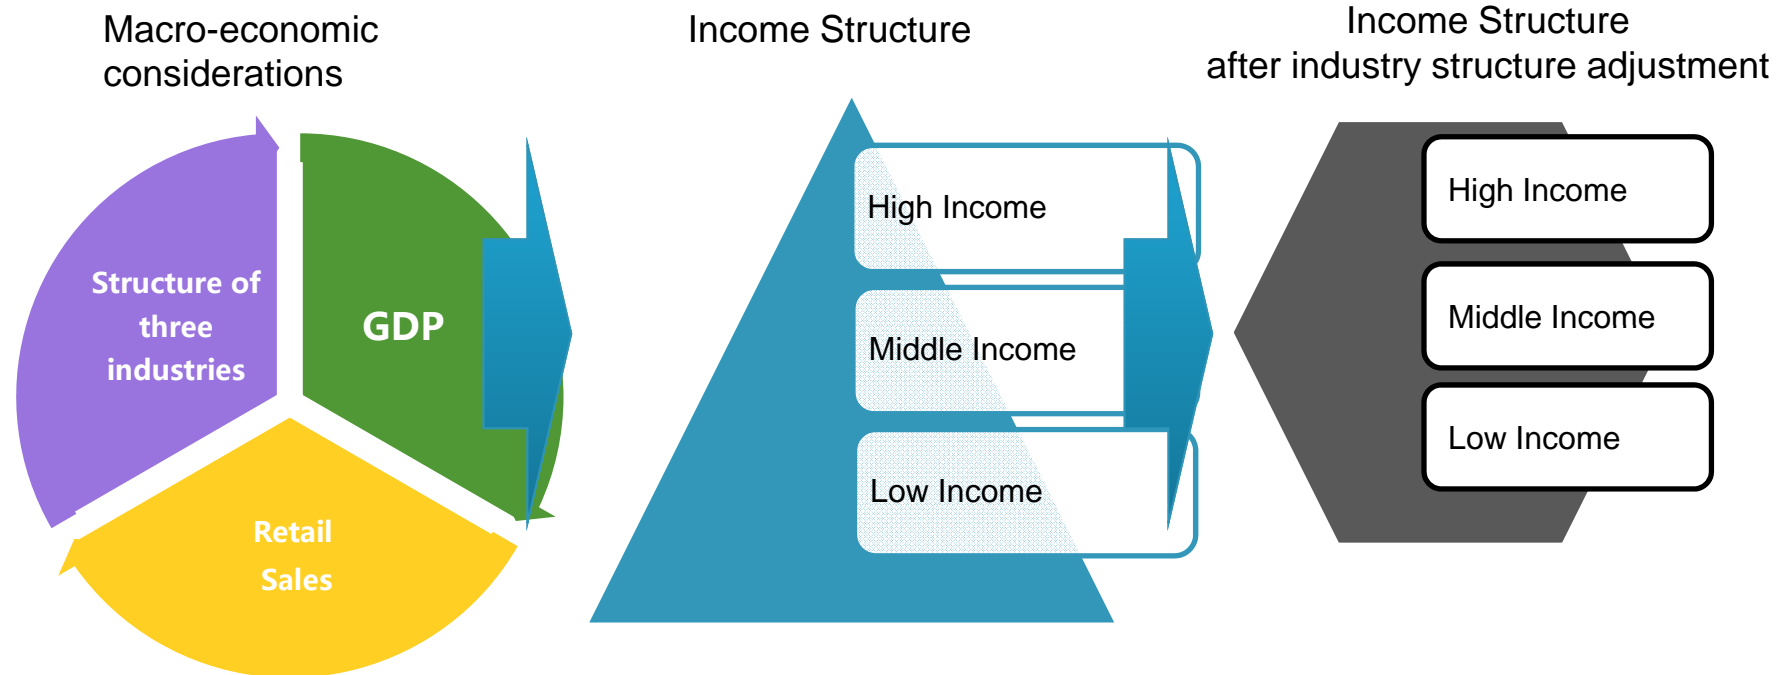 Macro-economic
considerations
Structure of
three
industries
GDP
Retail
Sales
Income Structure
High Income
Middle Income
Low Income
Income Structure
after industry structure adjustment
High Income
Middle Income
Low Income